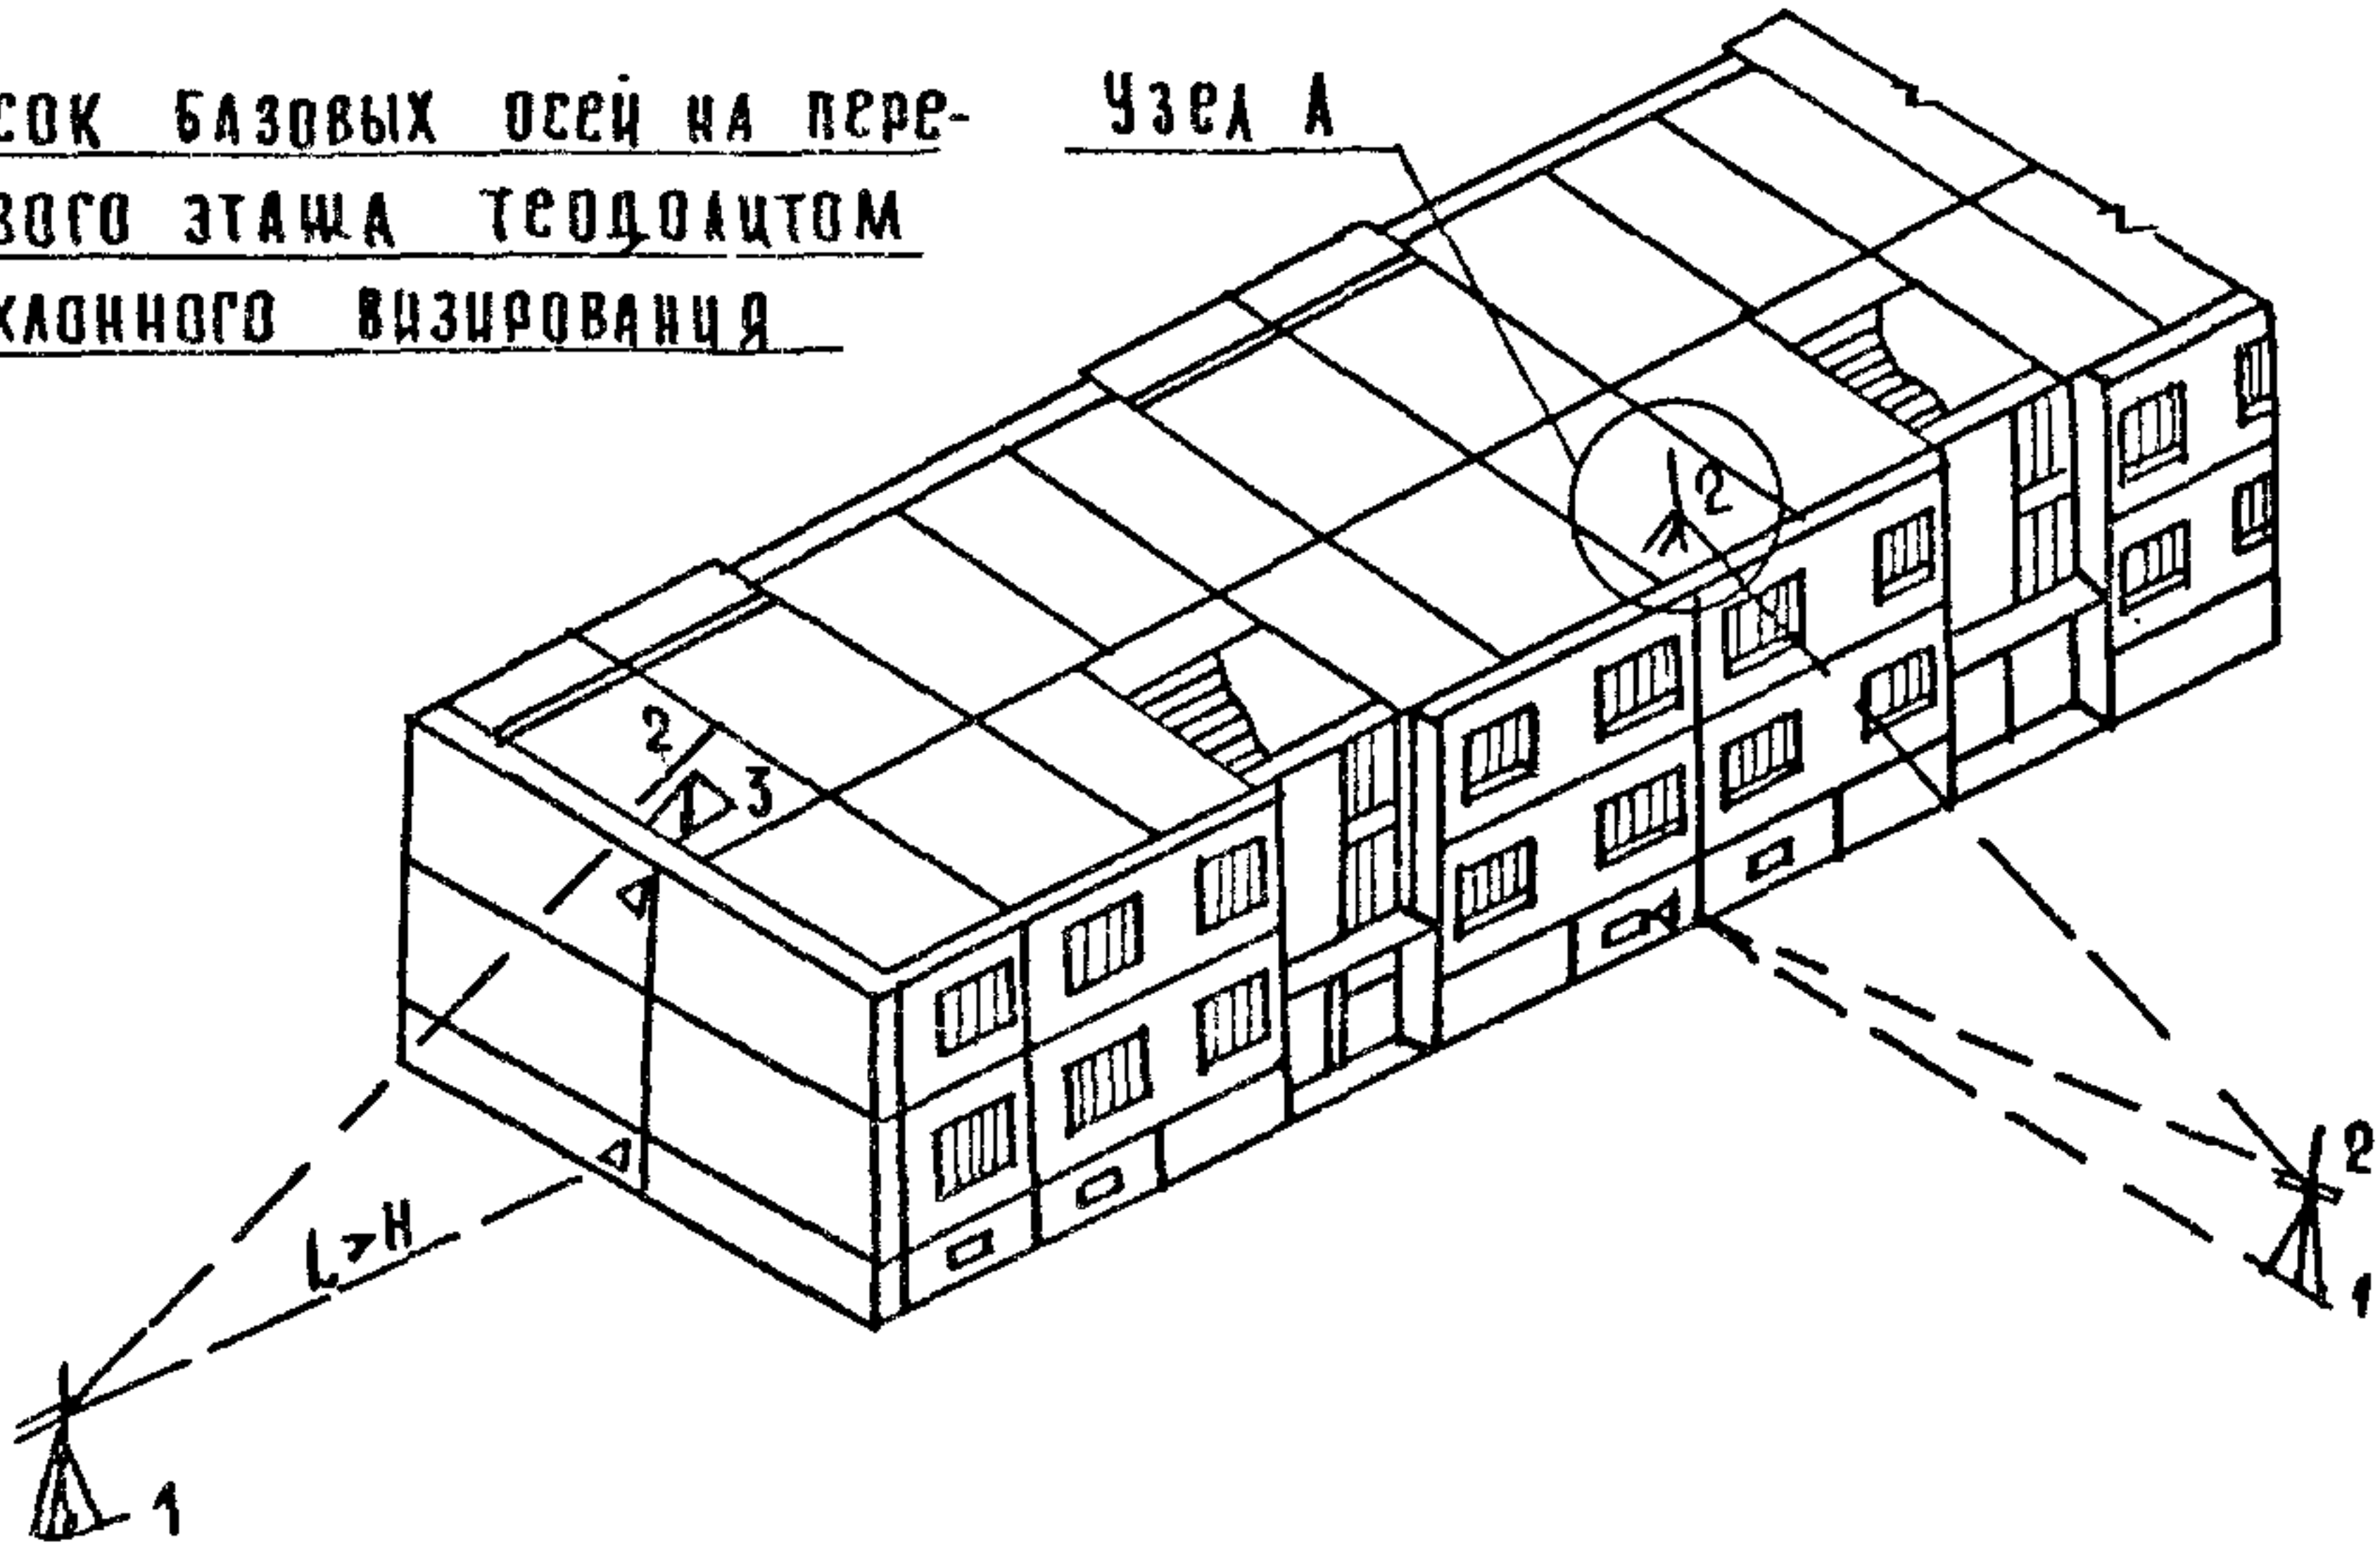 сок базовых осей на пере-
вого этажа теодолитом
клонного визирования
Узел А
2
2
3
L>H
1
2
1